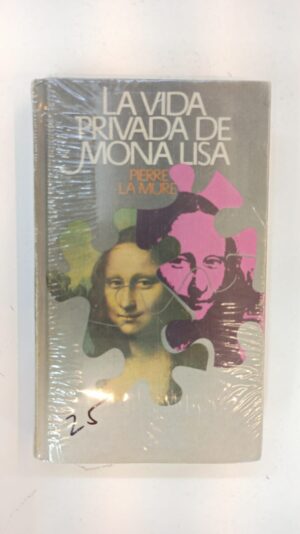 LA VIDA
PRIVADA DE
MONA LISA
PIERRE
LA MURE
25